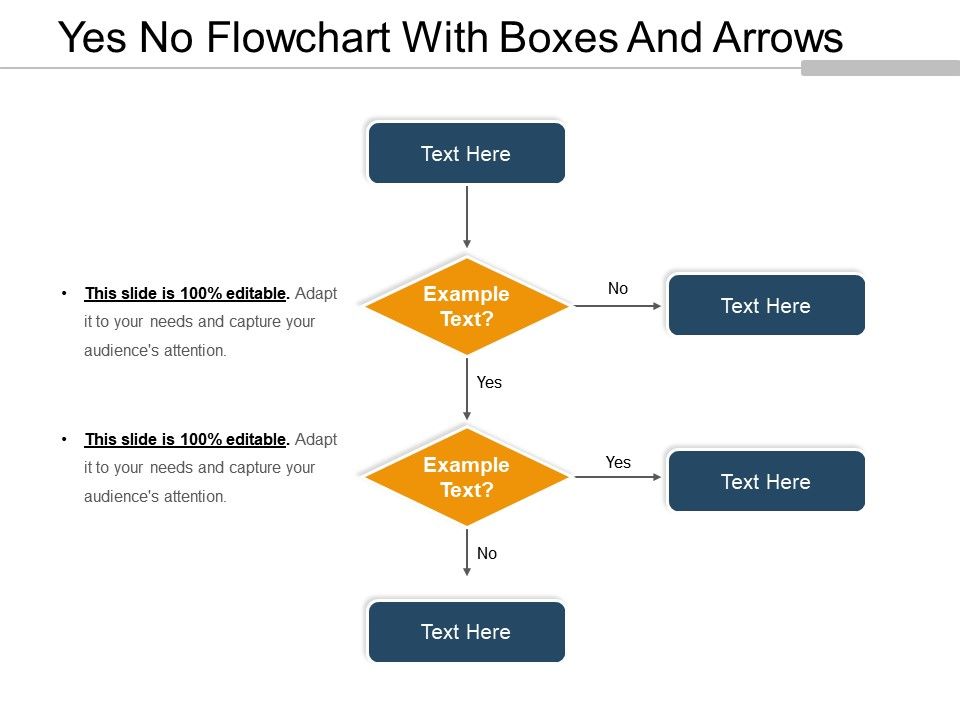 Yes No Flowchart With Boxes And Arrows
Text Here
• This slide is 100% editable. Adapt
it to your needs and capture your
audience's attention.
Example
Text?
No
Text Here
Yes
• This slide is 100% editable. Adapt
it to your needs and capture your
audience's attention.
Example
Text?
Yes
Text Here
No
Text Here